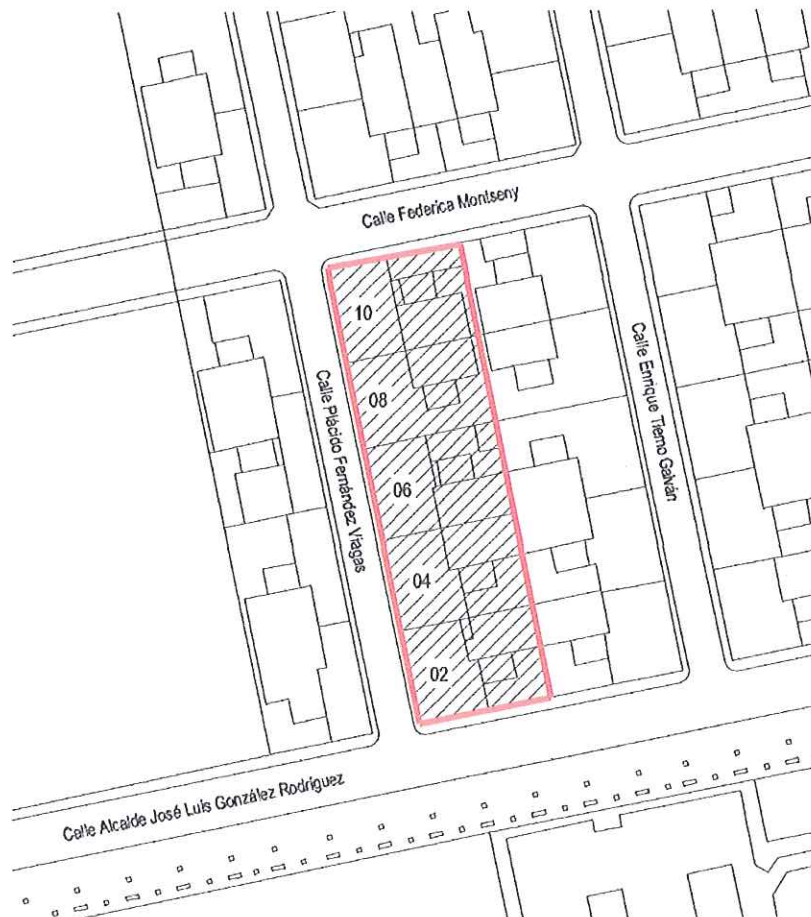 Calle Federica Montseny
10
08
06
04
02
Calle Plácido Fernández Viagas
Calle Enrique Tierno Galván
Calle Alcalde José Luis González Rodríguez